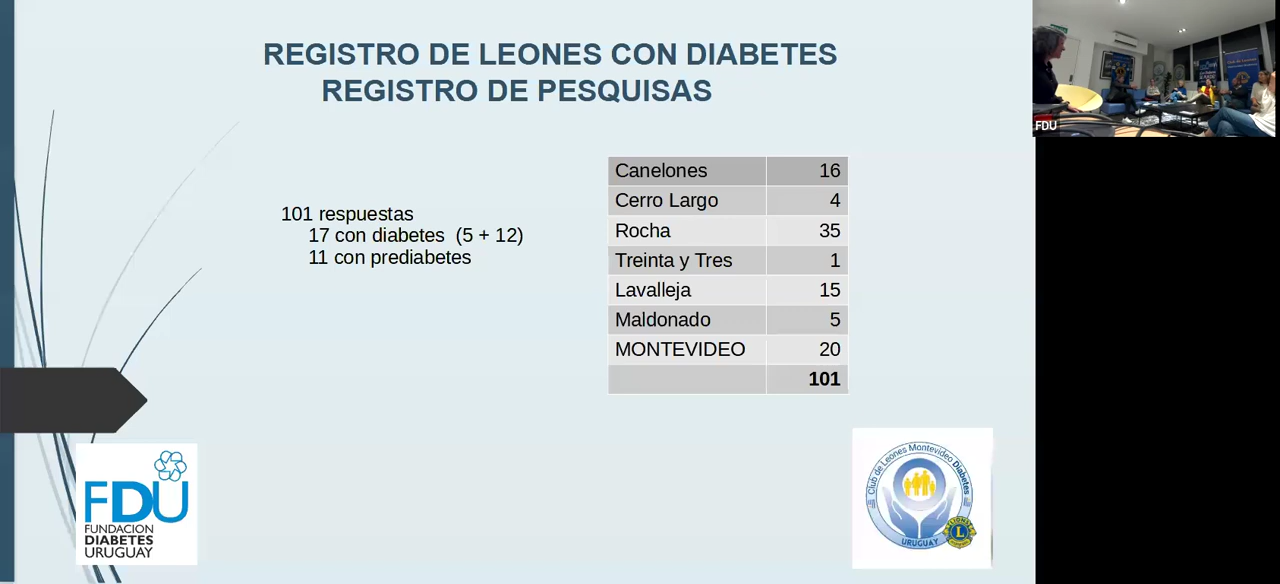 REGISTRO DE LEONES CON DIABETES
REGISTRO DE PESQUISAS
101 respuestas
17 con diabetes (5 + 12)
11 con prediabetes
Canelones 16
Cerro Largo 4
Rocha 35
Treinta y Tres 1
Lavalleja 15
Maldonado 5
MONTEVIDEO 20
101
FDU
FUNDACION
DIABETES
URUGUAY
Club de Leones Montevideo Diabetes
URUGUAY
L
FDU